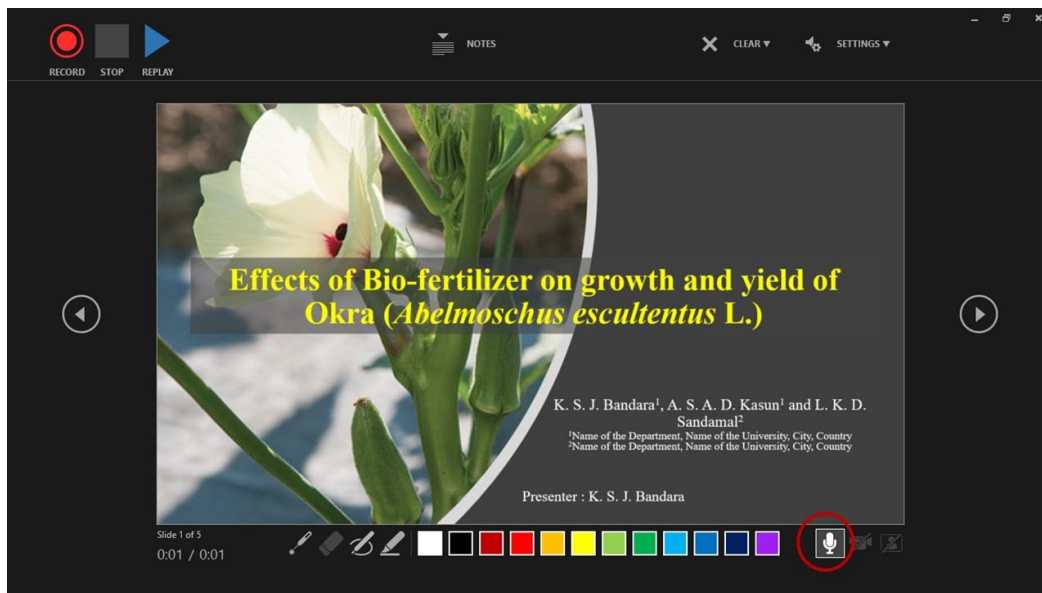 RECORD STOP REPLAY
NOTES
CLEAR
SETTINGS
Effects of Bio-fertilizer on growth and yield of
Okra (Abelmoschus escultentus L.)
K. S. J. Bandara¹, A. S. A. D. Kasun¹ and L. K. D.
Sandamal²
¹Name of the Department, Name of the University, City, Country
²Name of the Department, Name of the University, City, Country
Presenter : K. S. J. Bandara
Slide 1 of 5
0:01 / 0:01